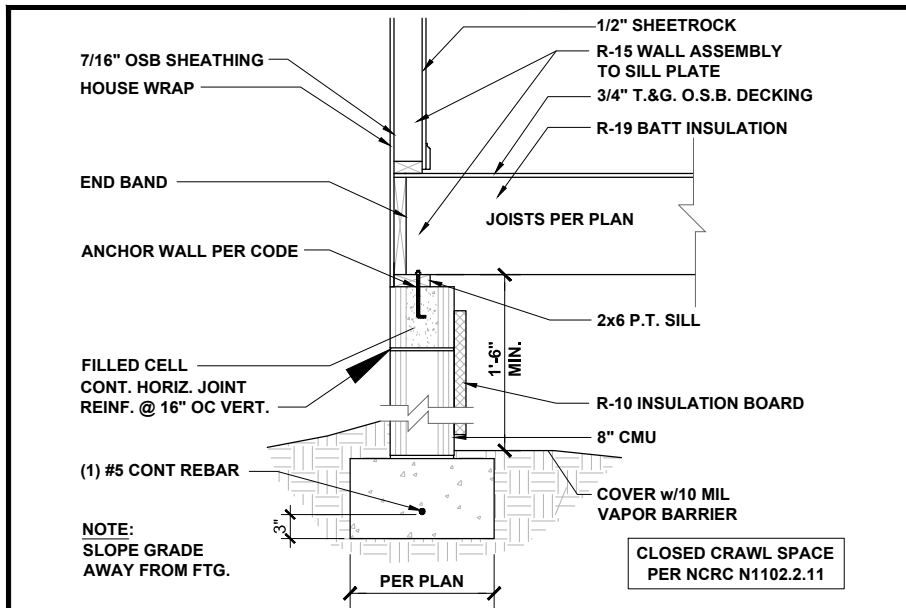 1/2" SHEETROCK
7/16" OSB SHEATHING
R-15 WALL ASSEMBLY
TO SILL PLATE
HOUSE WRAP
3/4" T.&G. O.S.B. DECKING
R-19 BATT INSULATION
END BAND
JOISTS PER PLAN
ANCHOR WALL PER CODE
2x6 P.T. SILL
1'-6"
MIN.
FILLED CELL
CONT. HORIZ. JOINT
REINF. @ 16" OC VERT.
R-10 INSULATION BOARD
8" CMU
(1) #5 CONT REBAR
COVER w/10 MIL
VAPOR BARRIER
3"
NOTE:
SLOPE GRADE
AWAY FROM FTG.
PER PLAN
CLOSED CRAWL SPACE
PER NCRC N1102.2.11